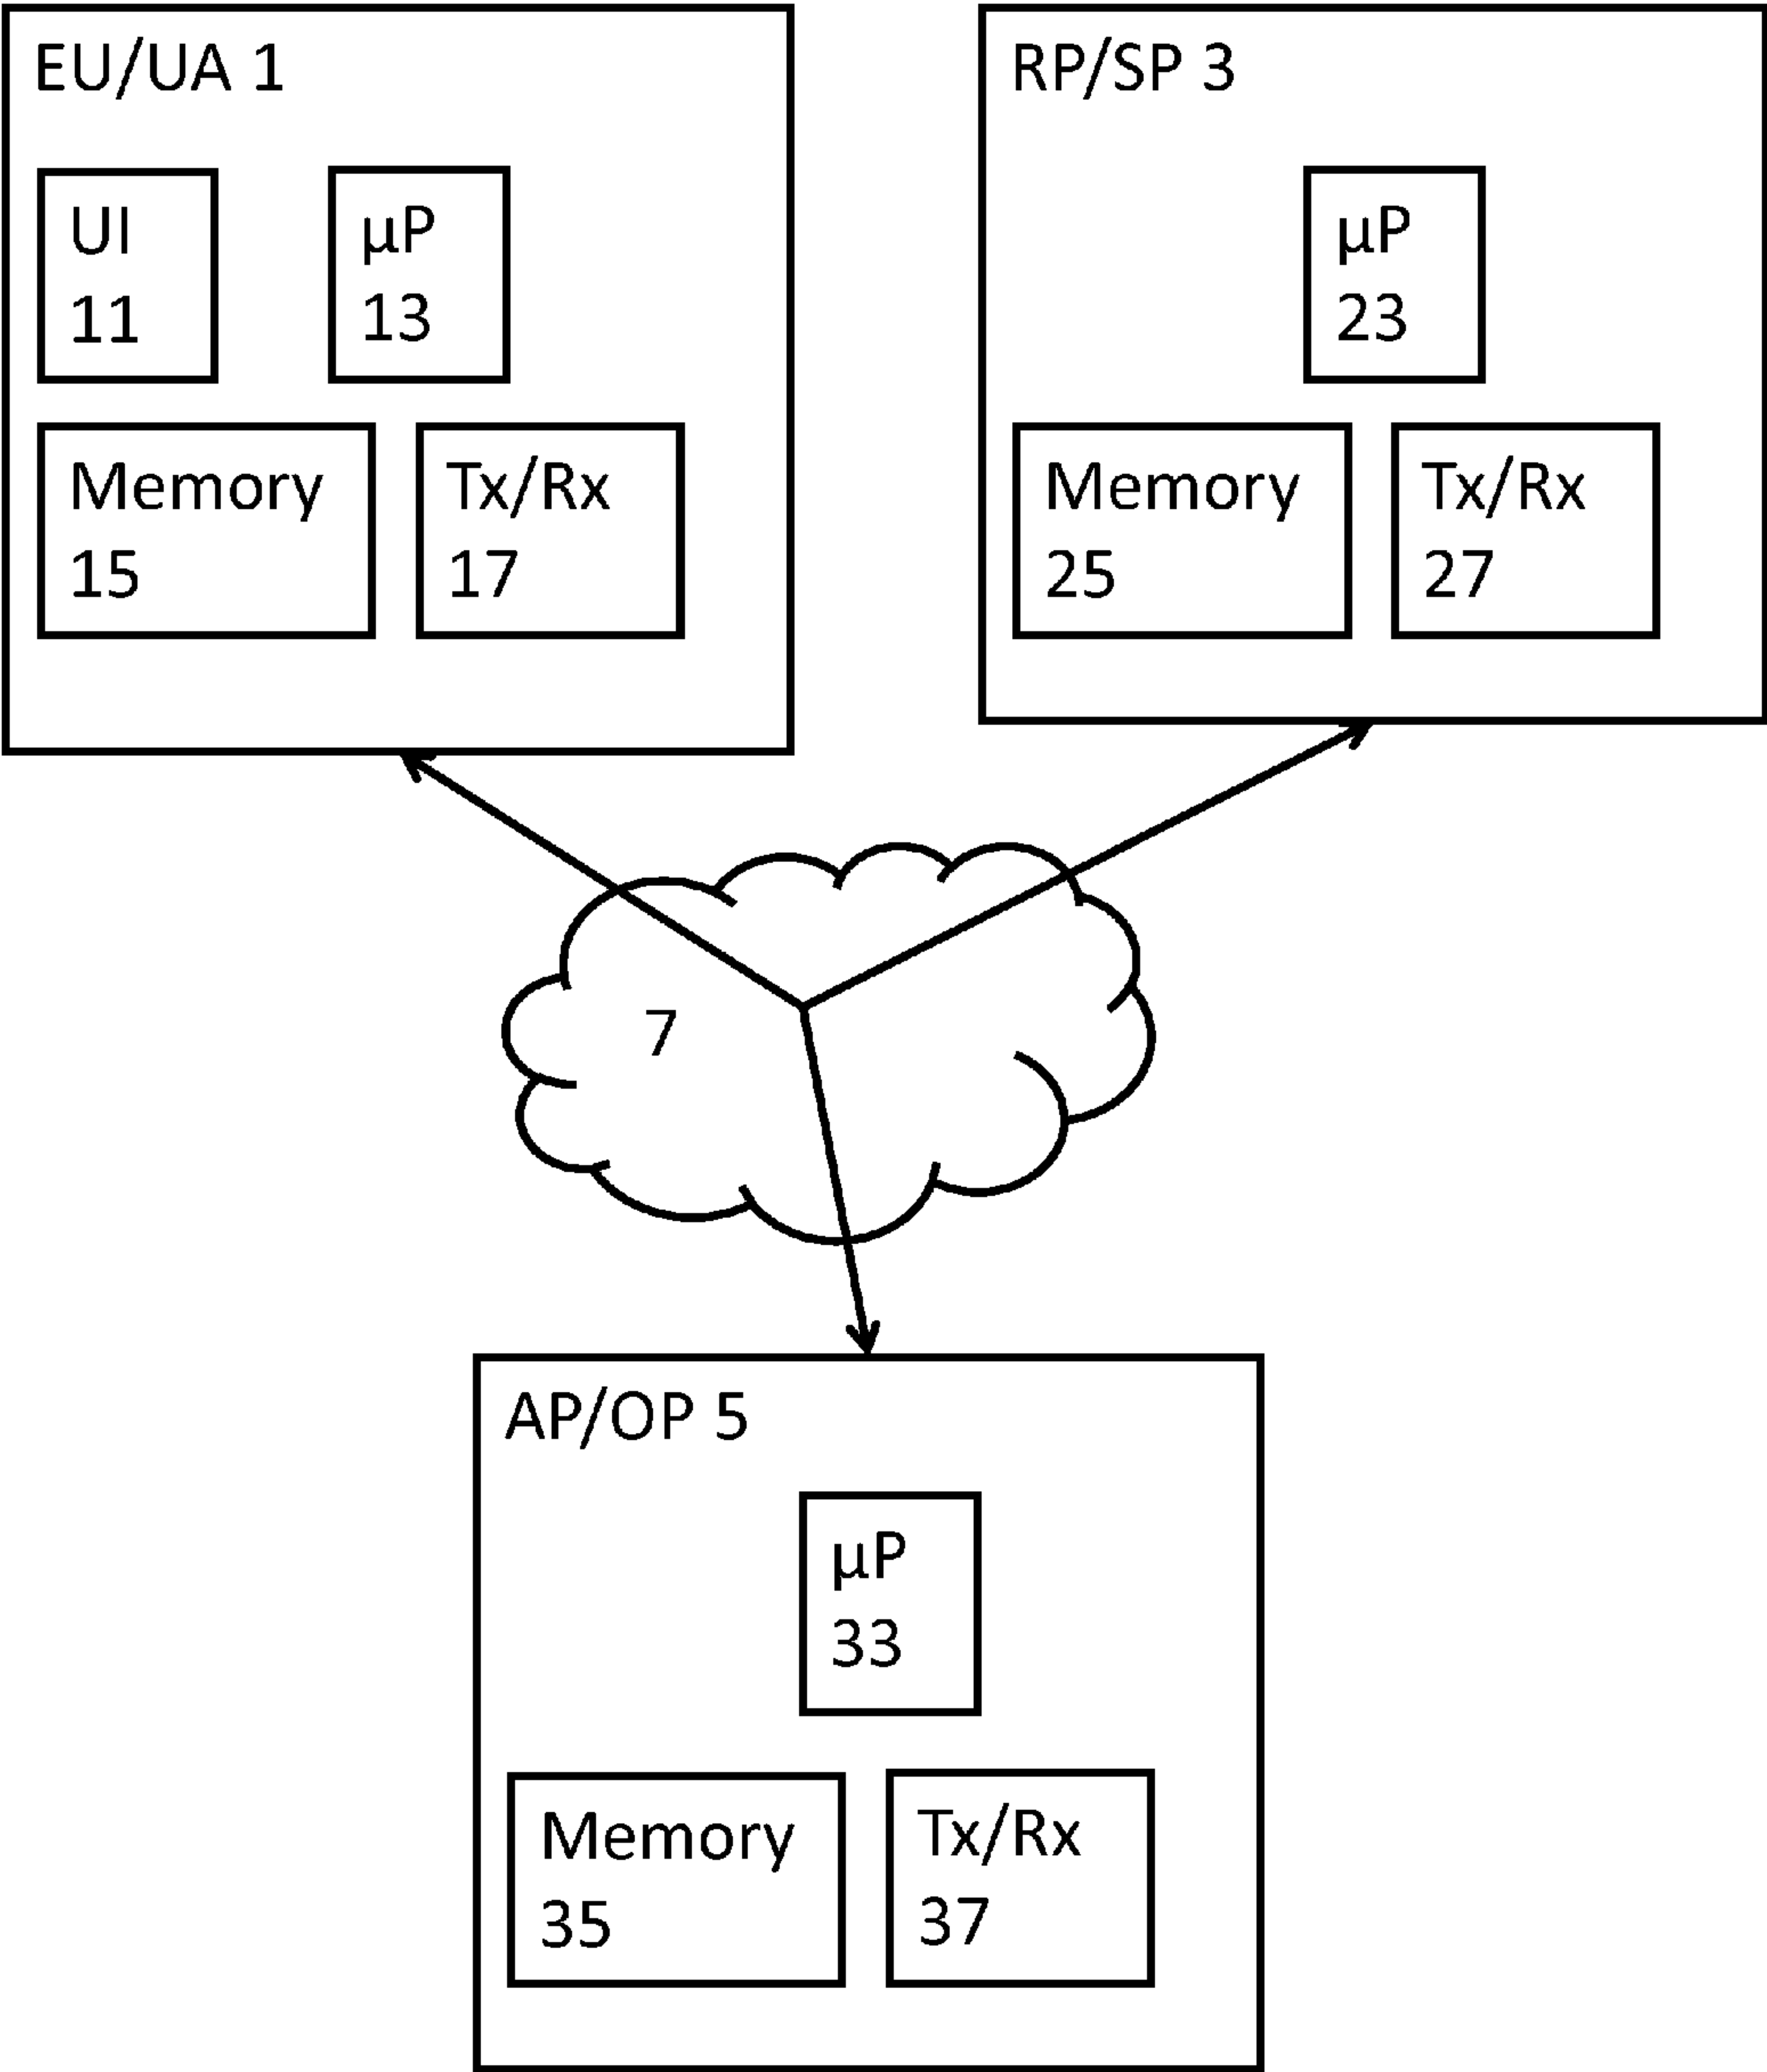 EU/UA 1
UI
11
µP
13
Memory
15
Tx/Rx
17
RP/SP 3
µP
23
Memory
25
Tx/Rx
27
7
AP/OP 5
µP
33
Memory
35
Tx/Rx
37